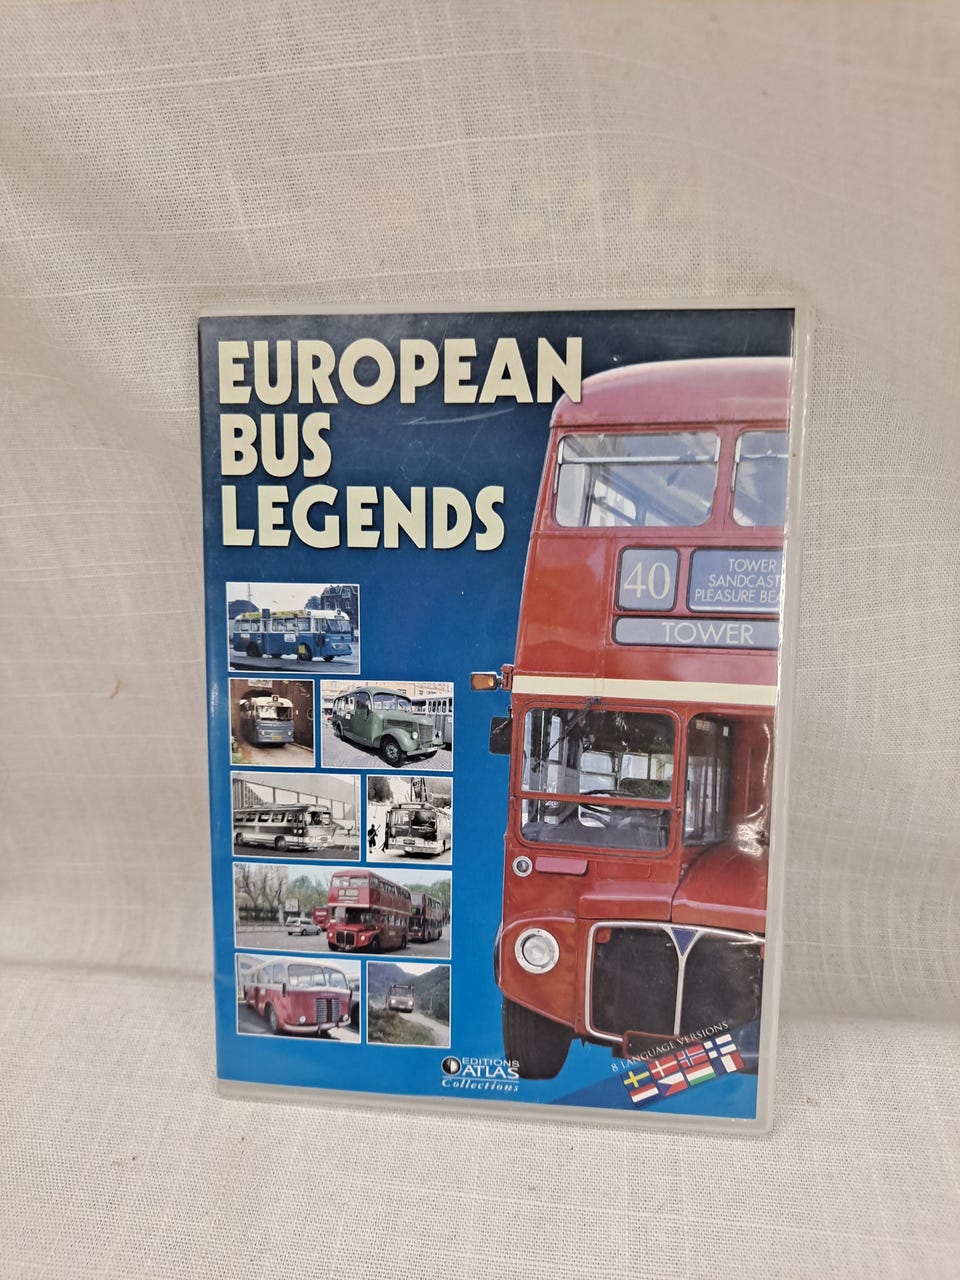 EUROPEAN
BUS
LEGENDS
40
TOWER
SANDCAST
PLEASURE BEA
TOWER
8 LANGUAGE VERSIONS
EDITIONS
ATLAS
Collections